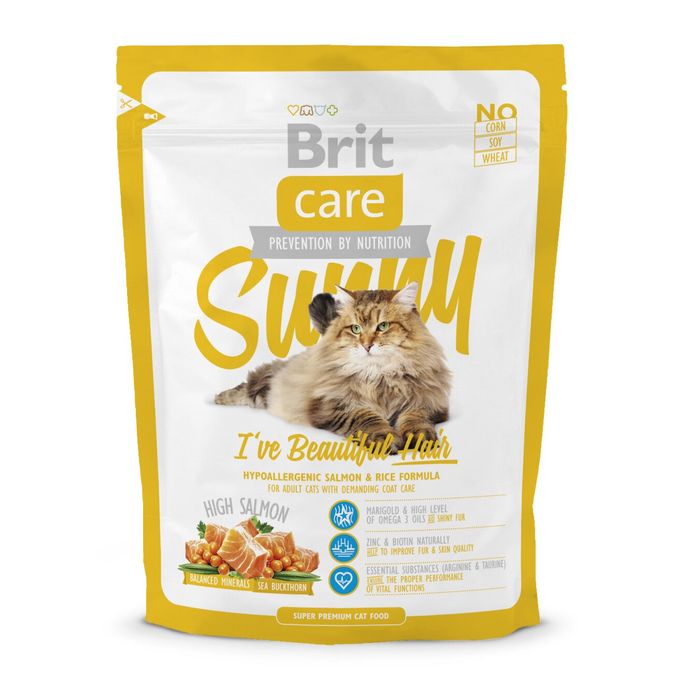 Brit
care
PREVENTION BY NUTRITION
NO
CORN
SOY
WHEAT
Sunny
I've Beautiful Hair
HYPOALLERGENIC SALMON & RICE FORMULA
FOR ADULT CATS WITH DEMANDING COAT CARE
HIGH SALMON
BALANCED MINERALS
SEA BUCKTHORN
MARIGOLD & HIGH LEVEL
OF OMEGA 3 OILS
SHINY FUR
ZINC & BIOTIN NATURALLY
HELP TO IMPROVE FUR & SKIN QUALITY
ESSENTIAL SUBSTANCES (ARGININE & TAURINE)
ENSURE THE PROPER PERFORMANCE
OF VITAL FUNCTIONS
SUPER PREMIUM CAT FOOD